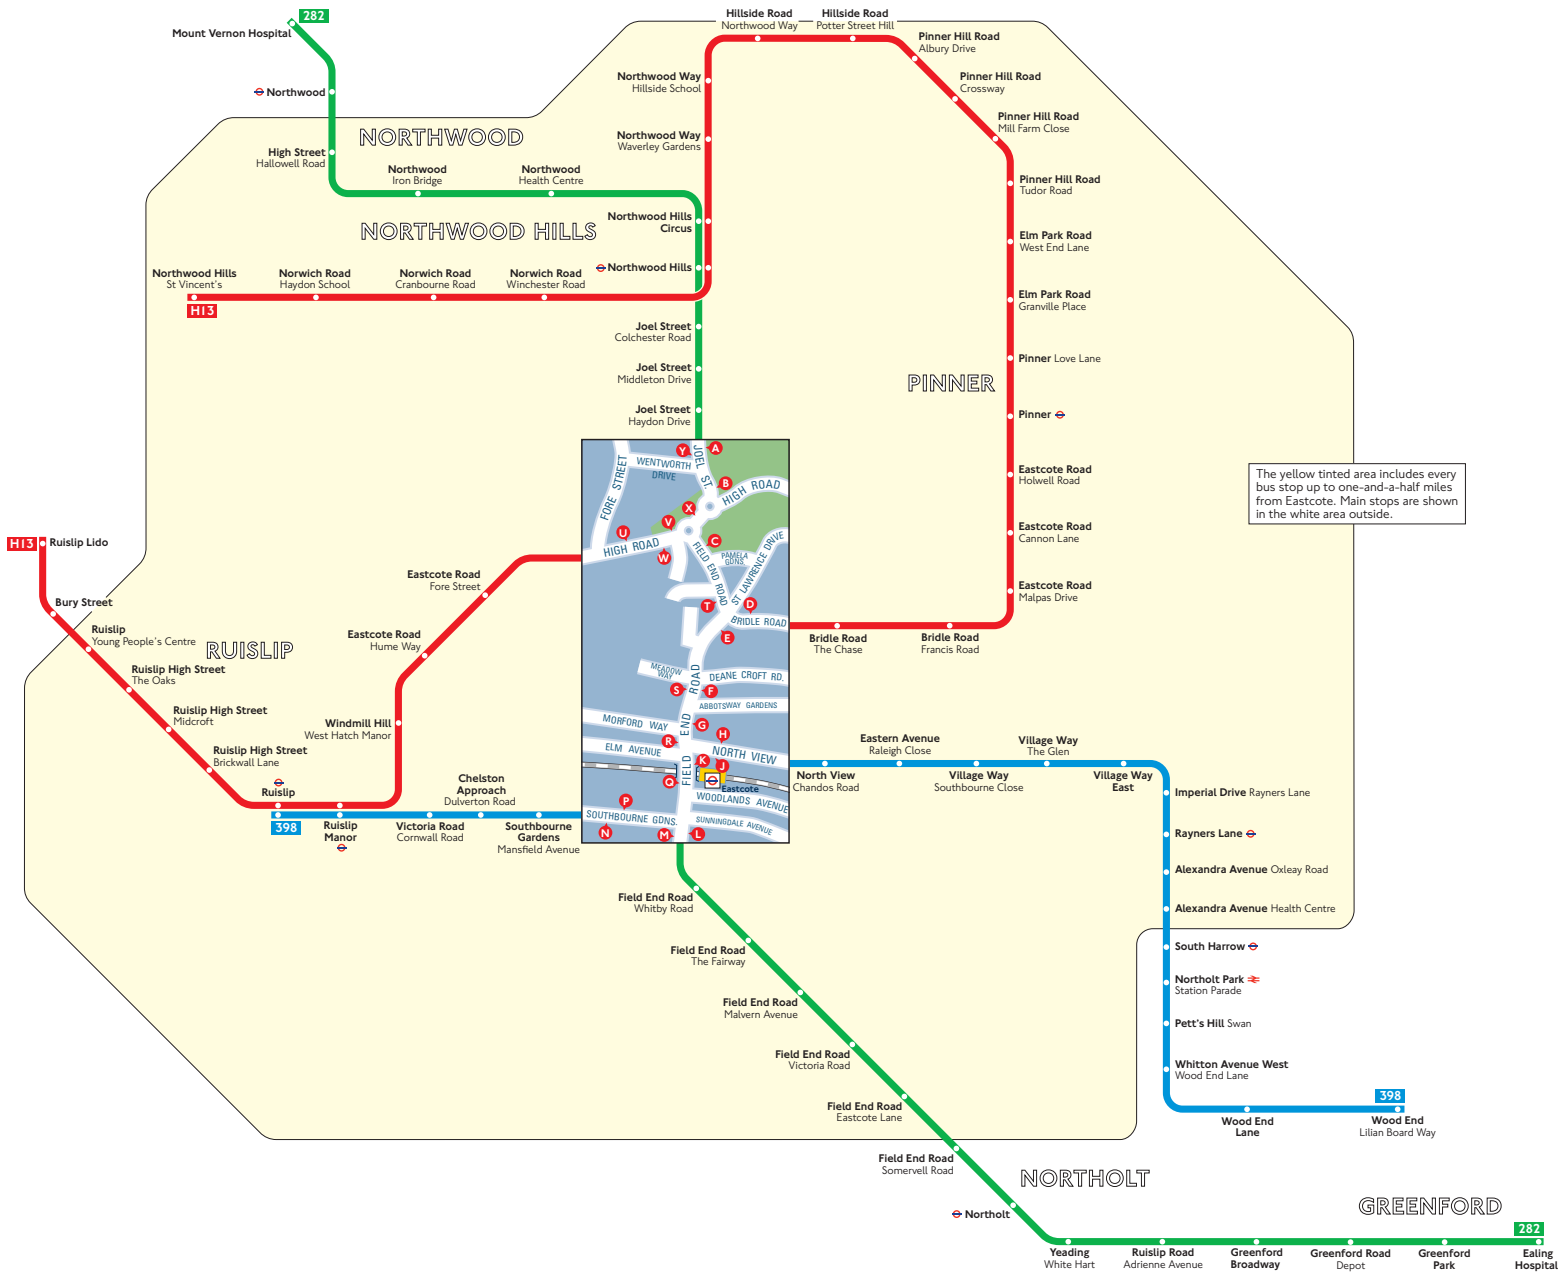 282
Mount Vernon Hospital
Northwood
High Street
Hallowell Road
NORTHWOOD
Northwood
Iron Bridge
Northwood
Health Centre
NORTHWOOD HILLS
Northwood Hills
Circus
Northwood Hills
Northwood Hills
St Vincent's
Norwich Road
Haydon School
Norwich Road
Cranbourne Road
Norwich Road
Winchester Road
H13
Joel Street
Colchester Road
Joel Street
Middleton Drive
Joel Street
Haydon Drive
Northwood Way
Hillside School
Northwood Way
Waverley Gardens
Hillside Road
Northwood Way
Hillside Road
Potter Street Hill
Pinner Hill Road
Albury Drive
Pinner Hill Road
Crossway
Pinner Hill Road
Mill Farm Close
Pinner Hill Road
Tudor Road
Elm Park Road
West End Lane
Elm Park Road
Granville Place
Pinner Love Lane
PINNER
Pinner
Eastcote Road
Holwell Road
Eastcote Road
Cannon Lane
Eastcote Road
Malpas Drive
Bridle Road
The Chase
Bridle Road
Francis Road
The yellow tinted area includes every
bus stop up to one-and-a-half miles
from Eastcote. Main stops are shown
in the white area outside.
H13
Ruislip Lido
Bury Street
Ruislip
Young People's Centre
RUISLIP
Ruislip High Street
The Oaks
Ruislip High Street
Midcroft
Ruislip High Street
Brickwall Lane
Ruislip
398
Ruislip
Manor
Eastcote Road
Fore Street
Eastcote Road
Hume Way
Windmill Hill
West Hatch Manor
Victoria Road
Cornwall Road
Chelston
Approach
Dulverton Road
Southbourne
Gardens
Mansfield Avenue
Y
A
JOEL ST.
WENTWORTH
DRIVE
FORE STREET
B
HIGH ROAD
X
V
U
HIGH ROAD
W
C
FIELD END ROAD
PAMELA
GDNS.
ST LAWRENCE DRIVE
T
D
BRIDLE ROAD
E
MEADOW
WAY
DEANE CROFT RD.
S
F
ABBOTSWAY GARDENS
FIELD END ROAD
MORFORD WAY
G
H
R
ELM AVENUE
NORTH VIEW
K
J
Q
Eastcote
WOODLANDS AVENUE
P
SOUTHBOURNE GDNS.
SUNNINGDALE AVENUE
N
M
L
North View
Chandos Road
Eastern Avenue
Raleigh Close
Village Way
Southbourne Close
Village Way
The Glen
Village Way
East
Imperial Drive Rayners Lane
Rayners Lane
Alexandra Avenue Oxleay Road
Alexandra Avenue Health Centre
South Harrow
Northolt Park
Station Parade
Pett's Hill Swan
Whitton Avenue West
Wood End Lane
398
Wood End
Lane
Wood End
Lilian Board Way
Field End Road
Whitby Road
Field End Road
The Fairway
Field End Road
Malvern Avenue
Field End Road
Victoria Road
Field End Road
Eastcote Lane
Field End Road
Somervell Road
NORTHOLT
Northolt
GREENFORD
282
Yeading
White Hart
Ruislip Road
Adrienne Avenue
Greenford
Broadway
Greenford Road
Depot
Greenford
Park
Ealing
Hospital